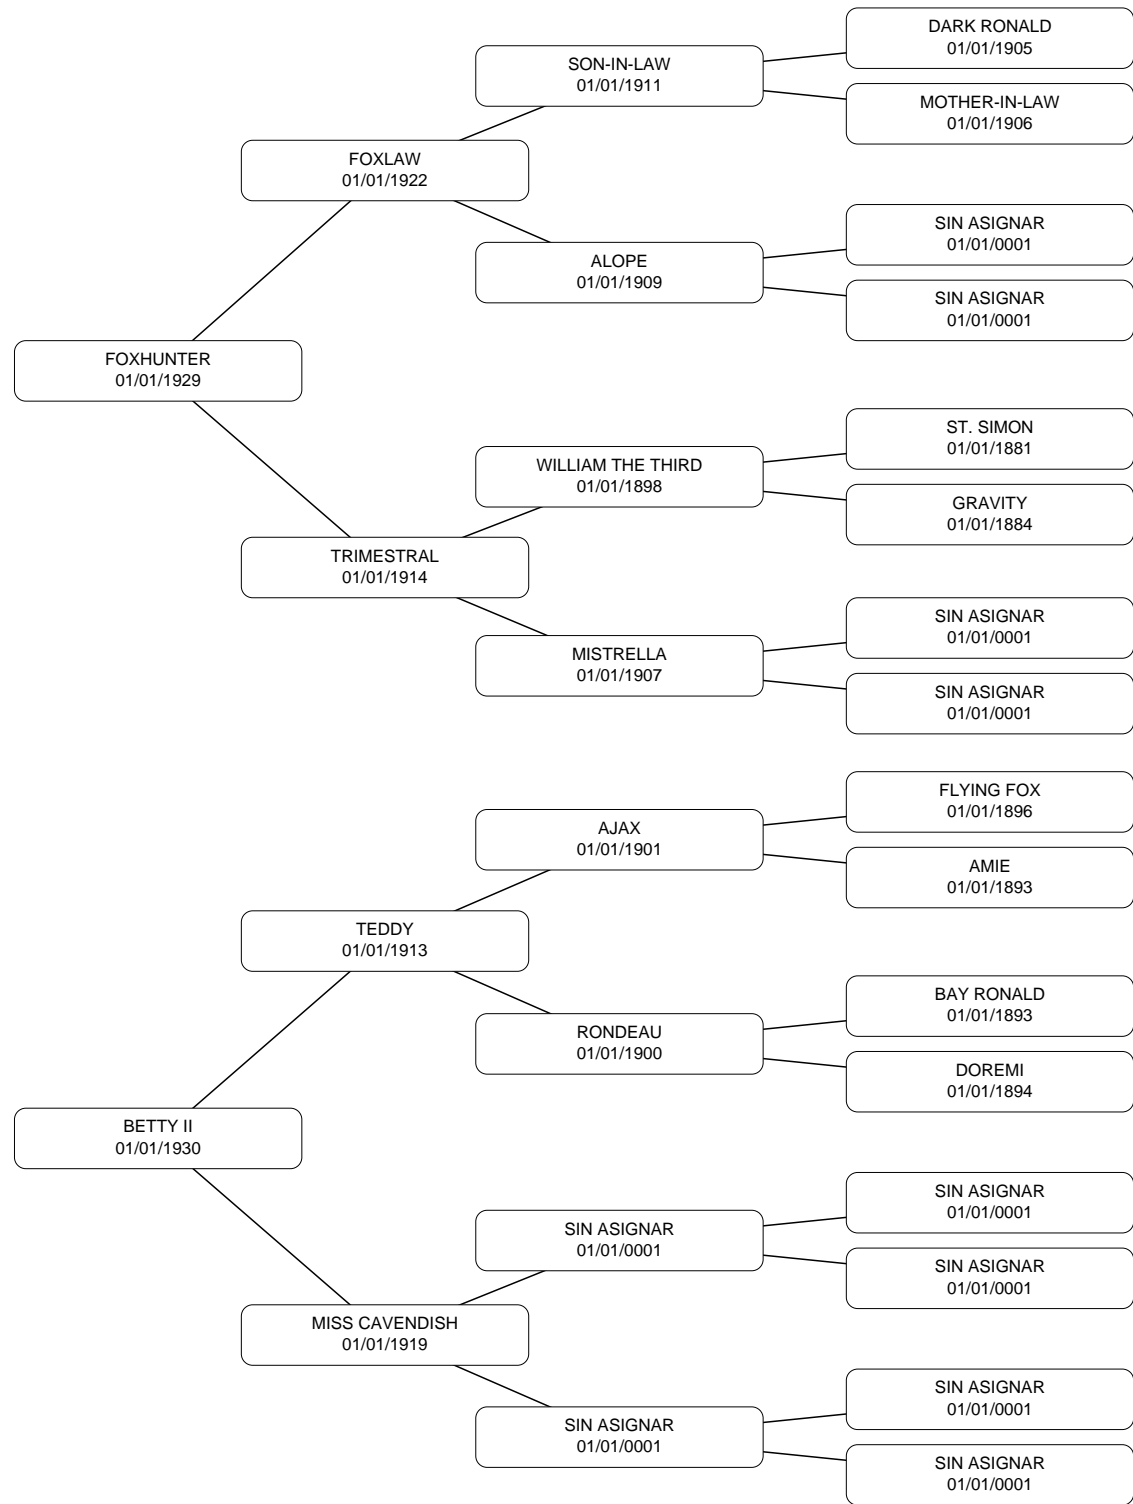 DARK RONALD
01/01/1905
SON-IN-LAW
01/01/1911
MOTHER-IN-LAW
01/01/1906
FOXLAW
01/01/1922
SIN ASIGNAR
01/01/0001
ALOPE
01/01/1909
SIN ASIGNAR
01/01/0001
FOXHUNTER
01/01/1929
ST. SIMON
01/01/1881
WILLIAM THE THIRD
01/01/1898
GRAVITY
01/01/1884
TRIMESTRAL
01/01/1914
SIN ASIGNAR
01/01/0001
MISTRELLA
01/01/1907
SIN ASIGNAR
01/01/0001
FLYING FOX
01/01/1896
AJAX
01/01/1901
AMIE
01/01/1893
TEDDY
01/01/1913
BAY RONALD
01/01/1893
RONDEAU
01/01/1900
DOREMI
01/01/1894
BETTY II
01/01/1930
SIN ASIGNAR
01/01/0001
SIN ASIGNAR
01/01/0001
SIN ASIGNAR
01/01/0001
MISS CAVENDISH
01/01/1919
SIN ASIGNAR
01/01/0001
SIN ASIGNAR
01/01/0001
SIN ASIGNAR
01/01/0001